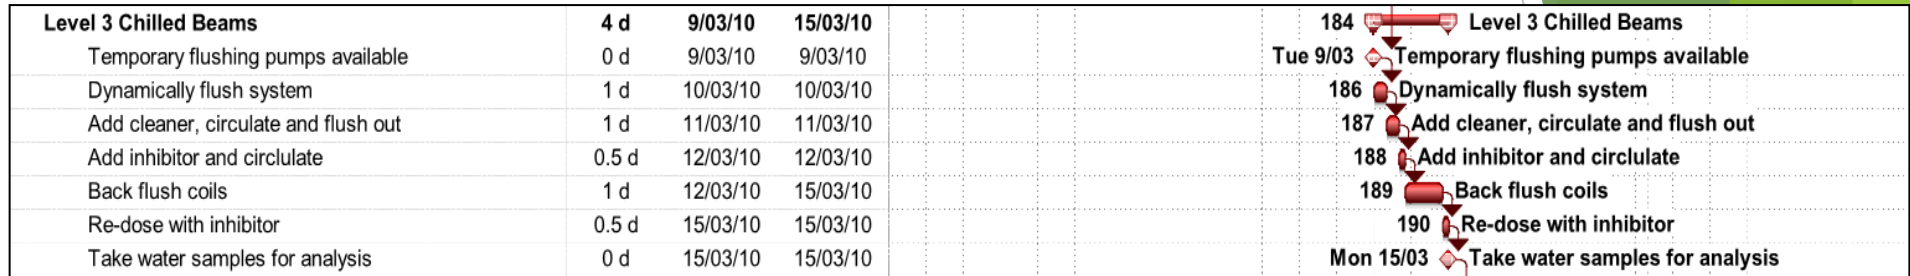 Level 3 Chilled Beams 4 d 9/03/10 15/03/10 184 Level 3 Chilled Beams
Temporary flushing pumps available 0 d 9/03/10 9/03/10 Tue 9/03 Temporary flushing pumps available
Dynamically flush system 1 d 10/03/10 10/03/10 186 Dynamically flush system
Add cleaner, circulate and flush out 1 d 11/03/10 11/03/10 187 Add cleaner, circulate and flush out
Add inhibitor and circlulate 0.5 d 12/03/10 12/03/10 188 Add inhibitor and circlulate
Back flush coils 1 d 12/03/10 15/03/10 189 Back flush coils
Re-dose with inhibitor 0.5 d 15/03/10 15/03/10 190 Re-dose with inhibitor
Take water samples for analysis 0 d 15/03/10 15/03/10 Mon 15/03 Take water samples for analysis